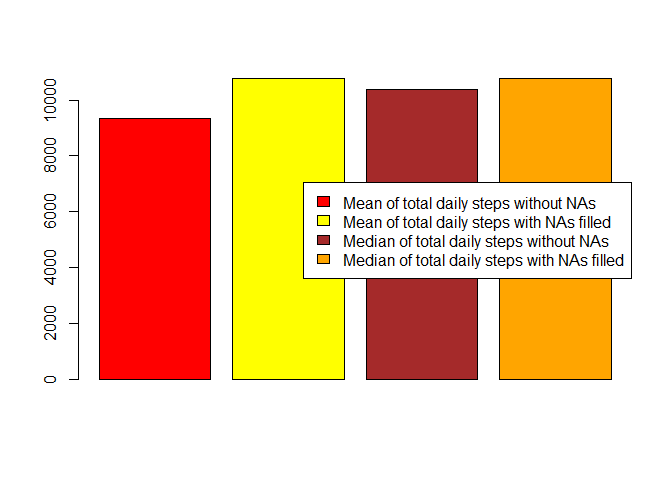 10000
8000
6000
4000
2000
0
Mean of total daily steps without NAs
Mean of total daily steps with NAs filled
Median of total daily steps without NAs
Median of total daily steps with NAs filled